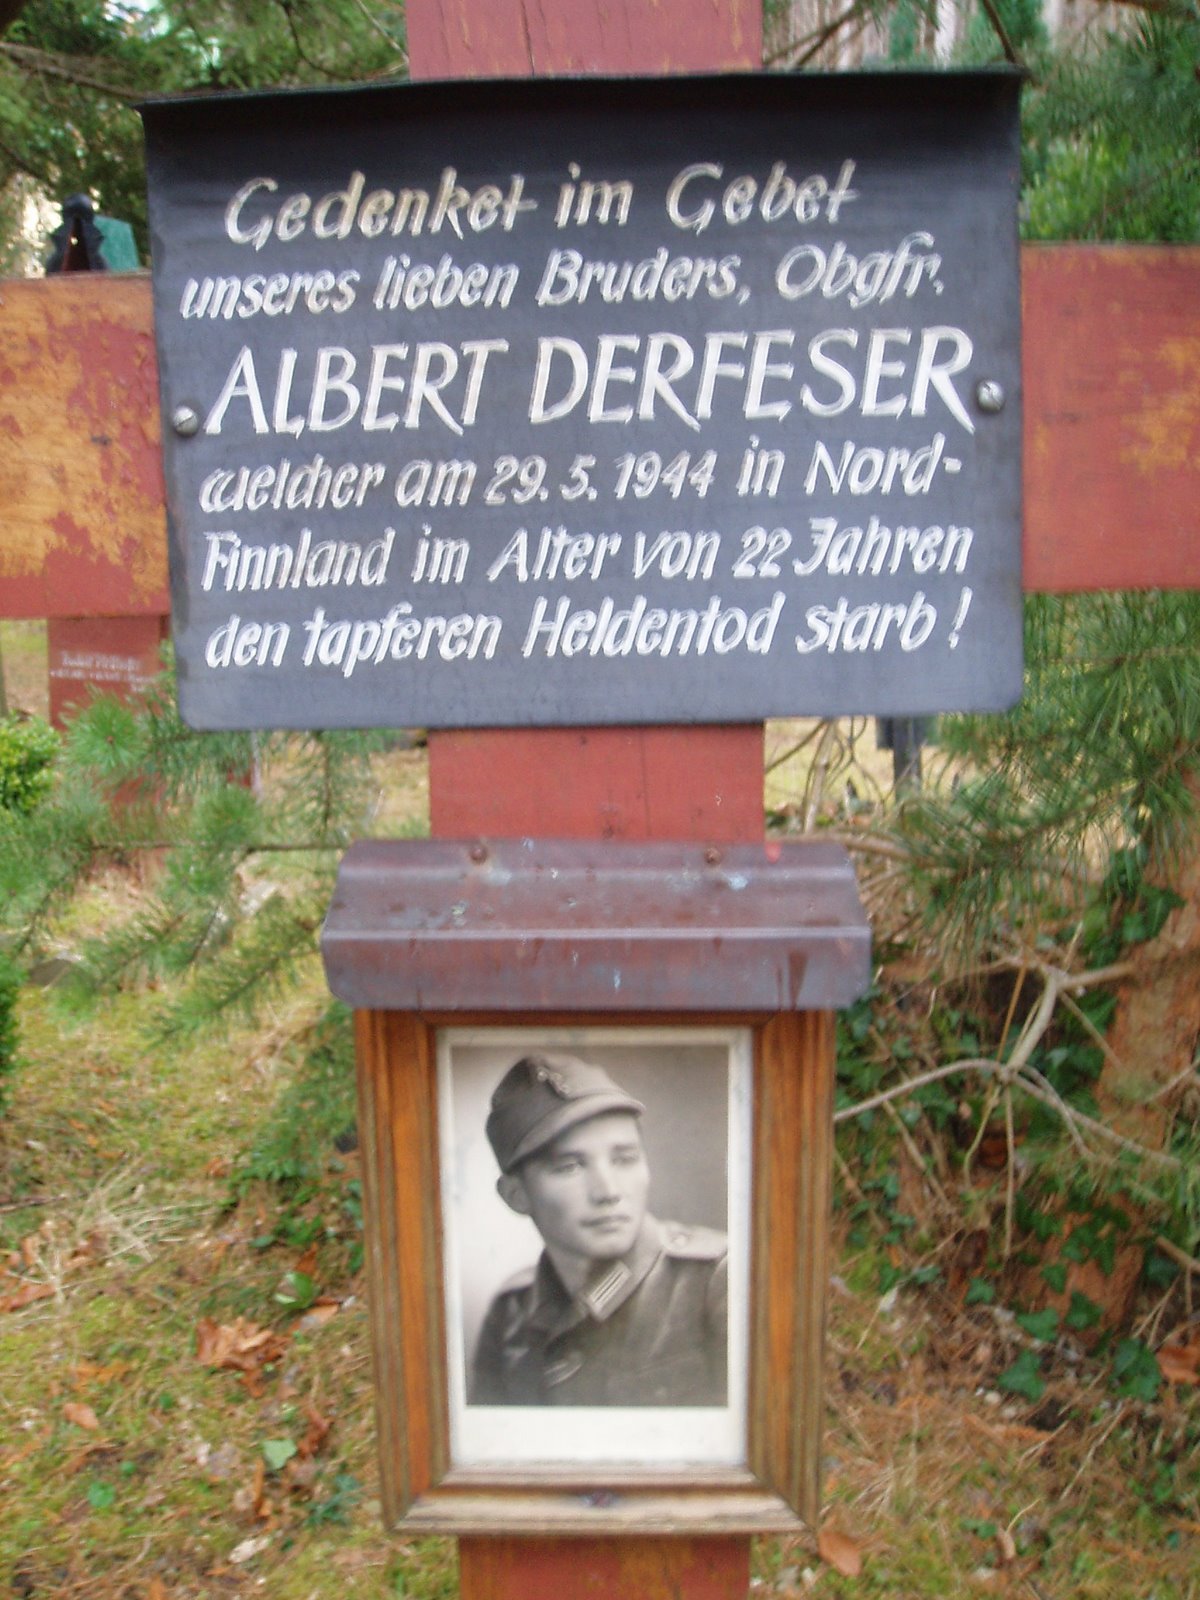 Gedenket im Gebet
unseres lieben Bruders, Obgfr.
ALBERT DERFESER
welcher am 29. 5. 1944 in Nord-
Finnland im Alter von 22 Jahren
den tapferen Heldentod starb!